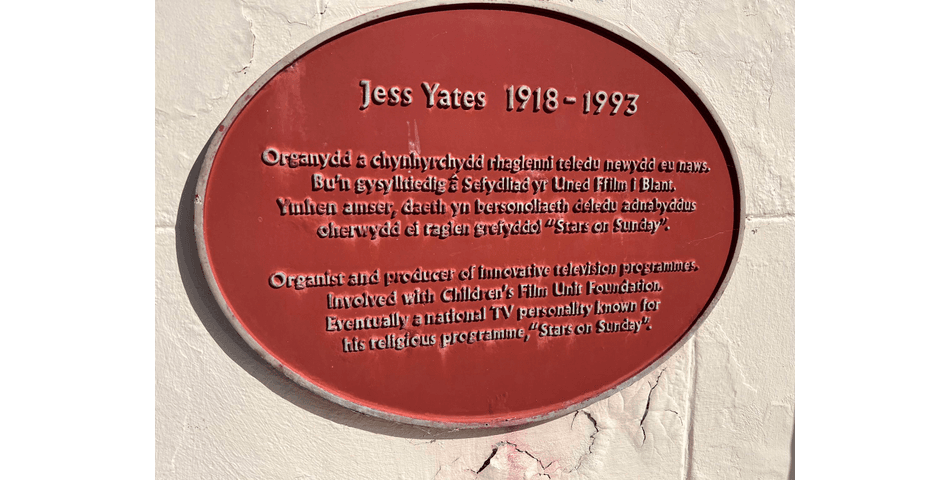 Jess Yates 1918-1993
Organydd a chynhyrchydd rhaglenni teledu newydd eu naws.
Bu'n gysylltiedig â Sefydliad yr Uned Ffilm i Blant.
Ymhen amser, daeth yn bersonoliaeth deledu adnabyddus
oherwydd ei raglen grefyddol "Stars on Sunday".
Organist and producer of innovative television programmes.
Involved with Children's Film Unit Foundation.
Eventually a national TV personality known for
his religious programme, "Stars on Sunday".